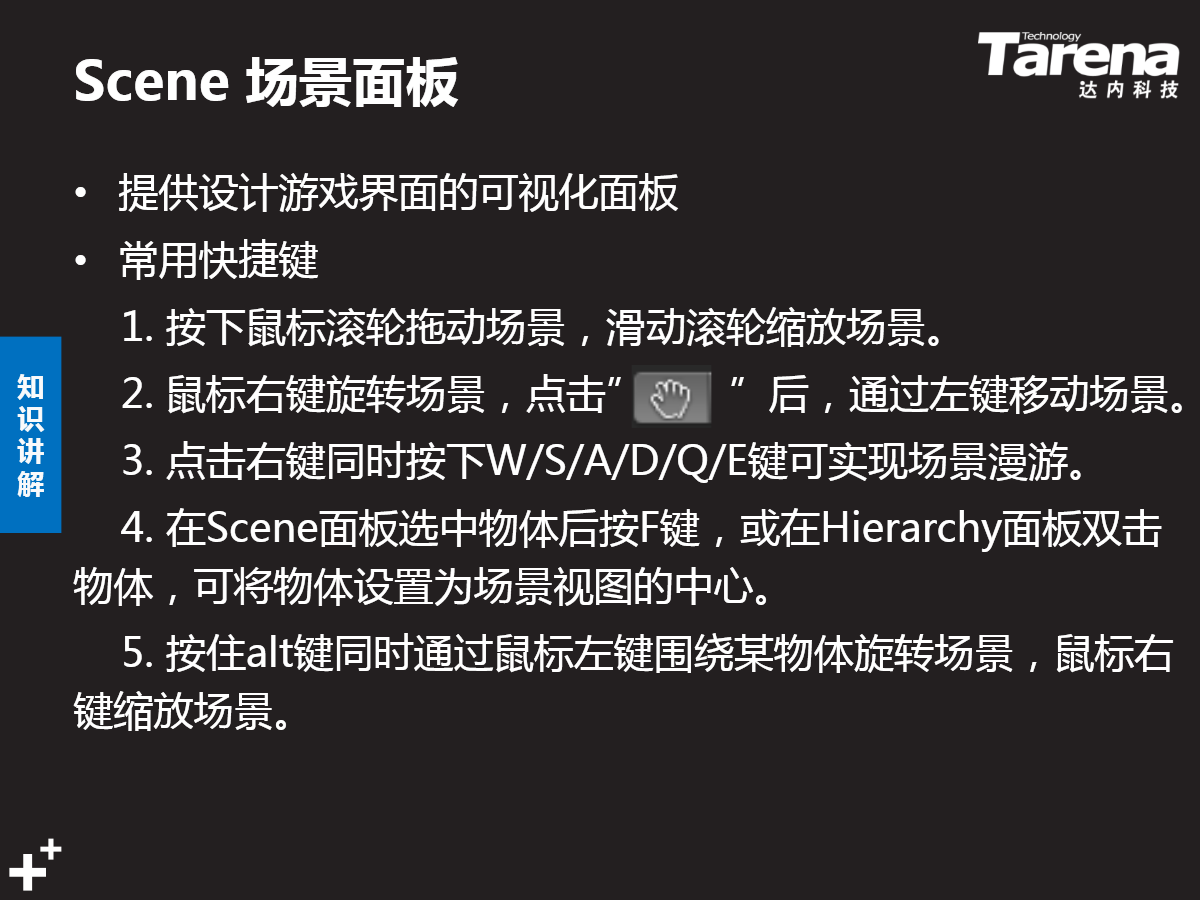 Scene 场景面板
Technology
Tarena
达内科技
• 提供设计游戏界面的可视化面板
• 常用快捷键
1. 按下鼠标滚轮拖动场景，滑动滚轮缩放场景。
2. 鼠标右键旋转场景，点击” ”后，通过左键移动场景。
3. 点击右键同时按下W/S/A/D/Q/E键可实现场景漫游。
4. 在Scene面板选中物体后按F键，或在Hierarchy面板双击
物体，可将物体设置为场景视图的中心。
5. 按住alt键同时通过鼠标左键围绕某物体旋转场景，鼠标右
键缩放场景。
知
识
讲
解